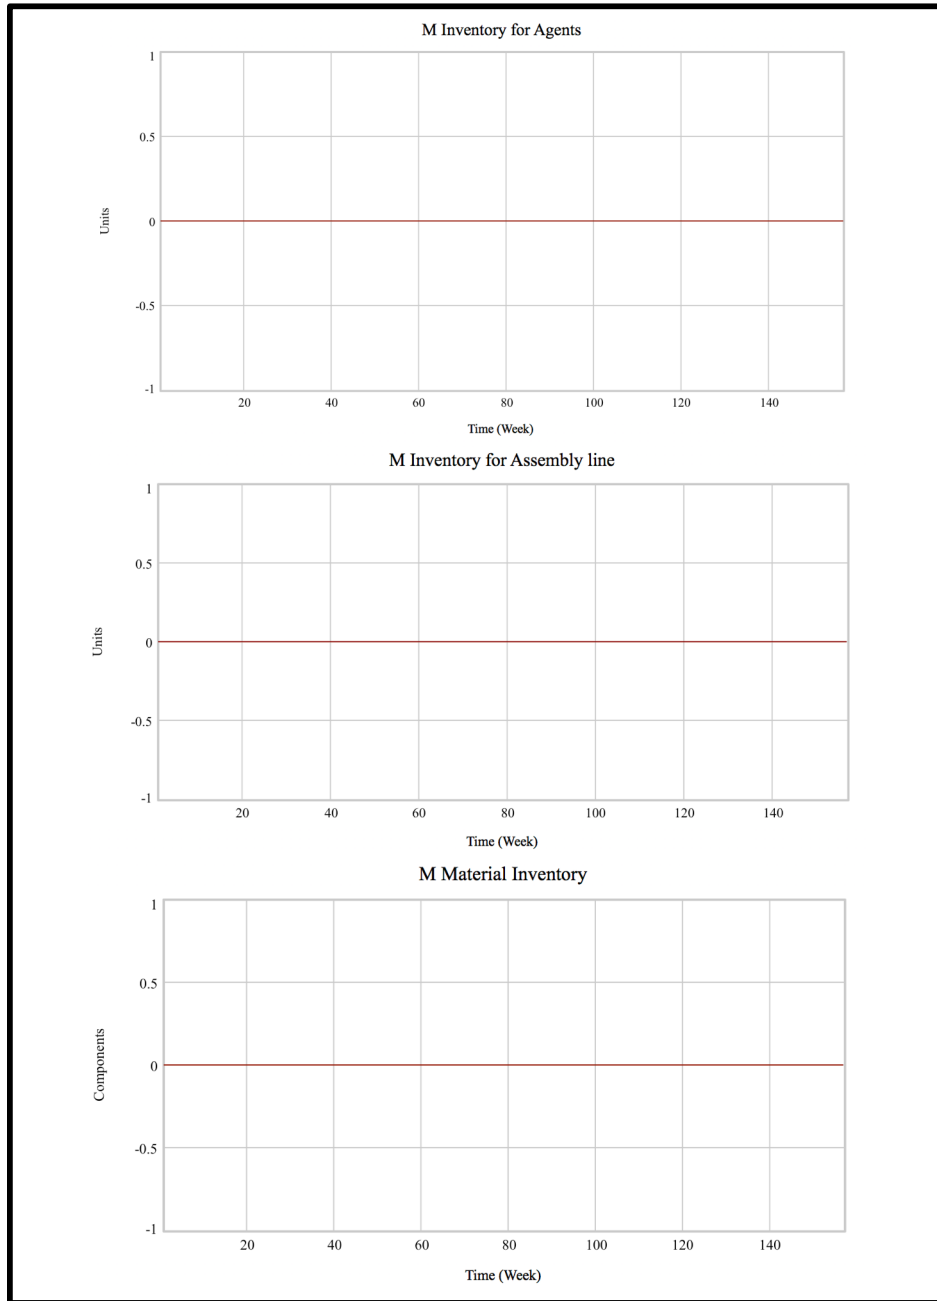 M Inventory for Agents
1
0.5
0
-0.5
-1
Units
20 40 60 80 100 120 140
Time (Week)
M Inventory for Assembly line
1
0.5
0
-0.5
-1
Units
20 40 60 80 100 120 140
Time (Week)
M Material Inventory
1
0.5
0
-0.5
-1
Components
20 40 60 80 100 120 140
Time (Week)